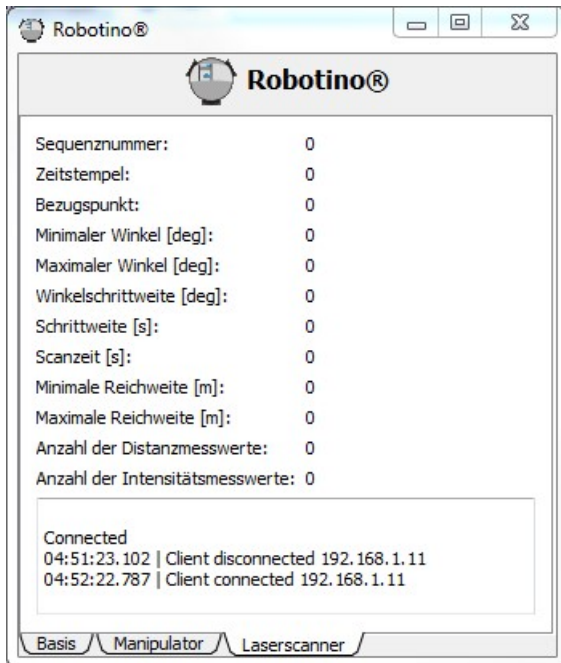 Robotino®
Robotino®
Sequenznummer: 0
Zeitstempel: 0
Bezugspunkt: 0
Minimaler Winkel [deg]: 0
Maximaler Winkel [deg]: 0
Winkelschrittweite [deg]: 0
Schrittweite [s]: 0
Scanzeit [s]: 0
Minimale Reichweite [m]: 0
Maximale Reichweite [m]: 0
Anzahl der Distanzmesswerte: 0
Anzahl der Intensitätsmesswerte: 0
Connected
04:51:23.102 | Client disconnected 192.168.1.11
04:52:22.787 | Client connected 192.168.1.11
Basis Manipulator Laserscanner